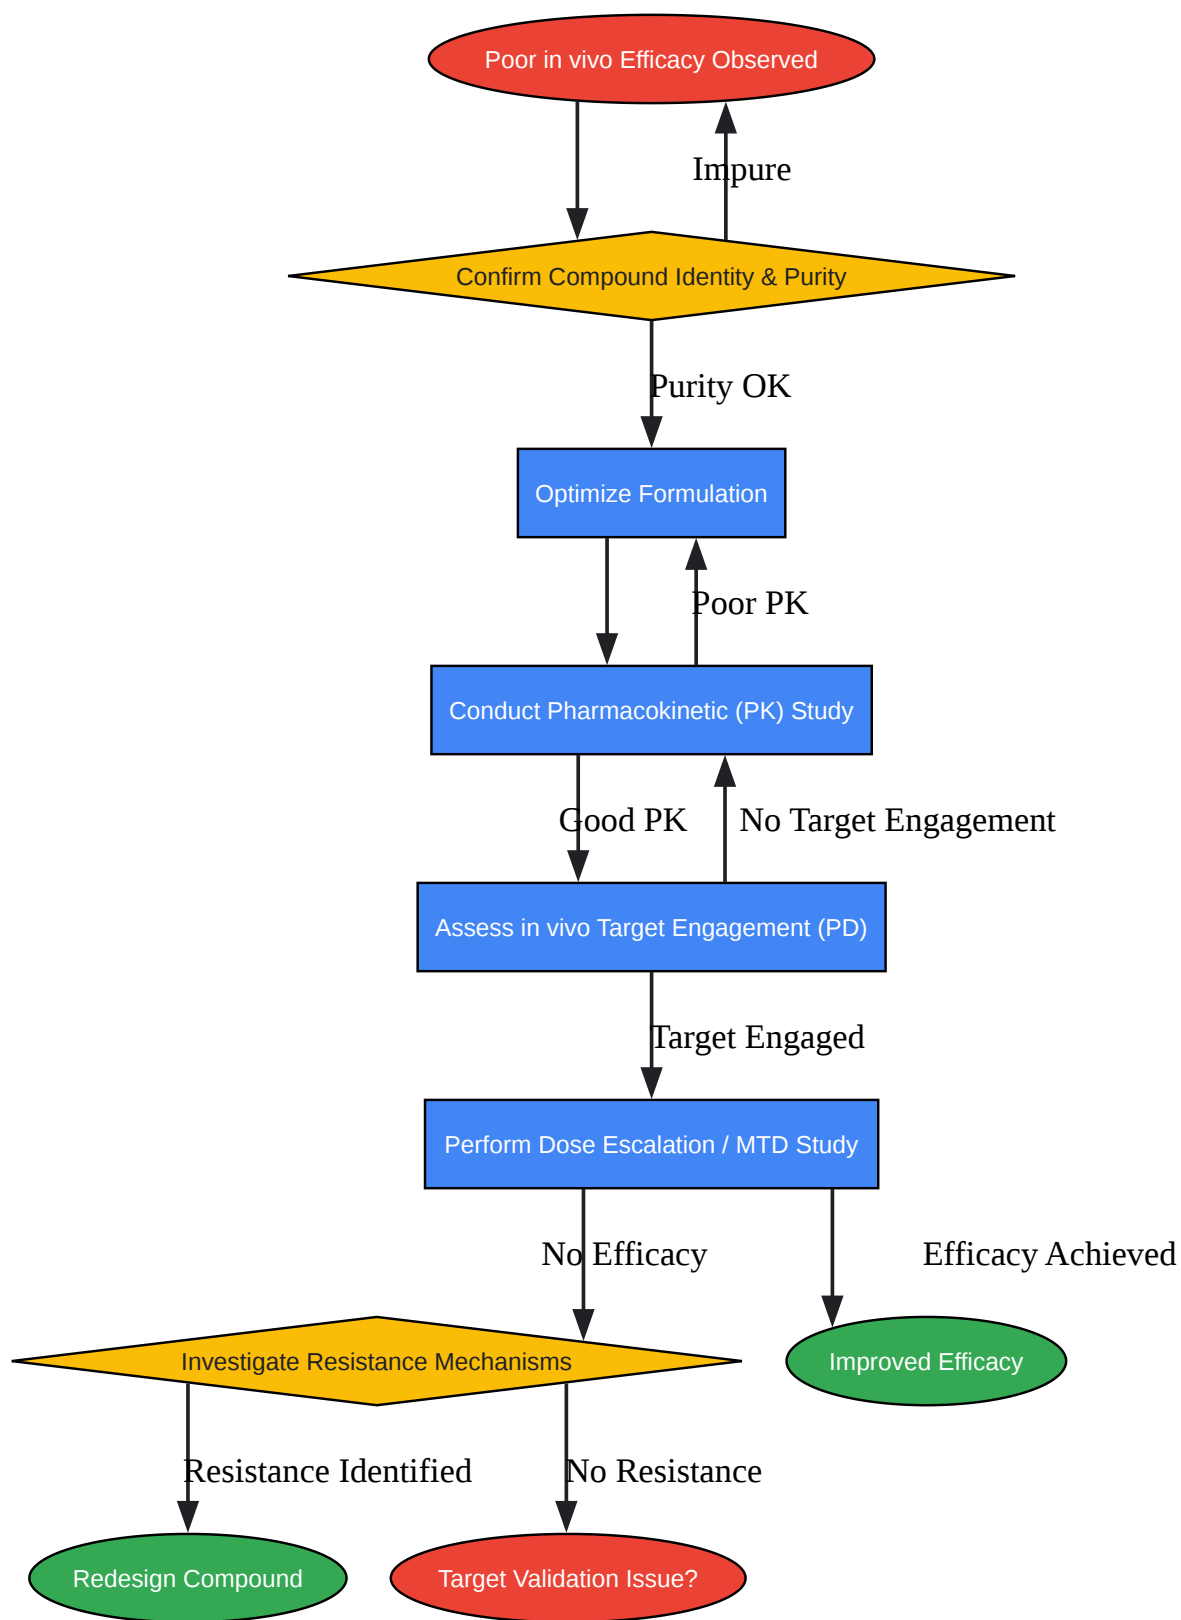 Poor in vivo Efficacy Observed
Impure
Confirm Compound Identity & Purity
Purity OK
Optimize Formulation
Poor PK
Conduct Pharmacokinetic (PK) Study
Good PK
No Target Engagement
Assess in vivo Target Engagement (PD)
Target Engaged
Perform Dose Escalation / MTD Study
No Efficacy
Efficacy Achieved
Investigate Resistance Mechanisms
Improved Efficacy
Resistance Identified
No Resistance
Redesign Compound
Target Validation Issue?